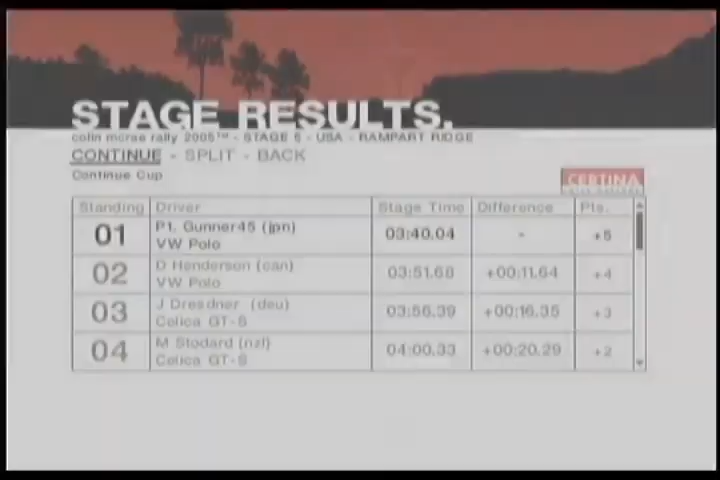 STAGE RESULTS.
colin mcrae rally 2005™ - STAGE 6 - USA - RAMPART RIDGE
CONTINUE - SPLIT - BACK
Continue Cup
CERTINA
Standing Driver Stage Time Difference Pts.
01 P1. Gunner45 (jpn) VW Polo 03:40.04 - +5
02 D Henderson (can) VW Polo 03:51.68 +00:11.64 +4
03 J Dresdner (deu) Celica GT-S 03:56.39 +00:16.35 +3
04 M Stodard (nzl) Celica GT-S 04:00.33 +00:20.29 +2